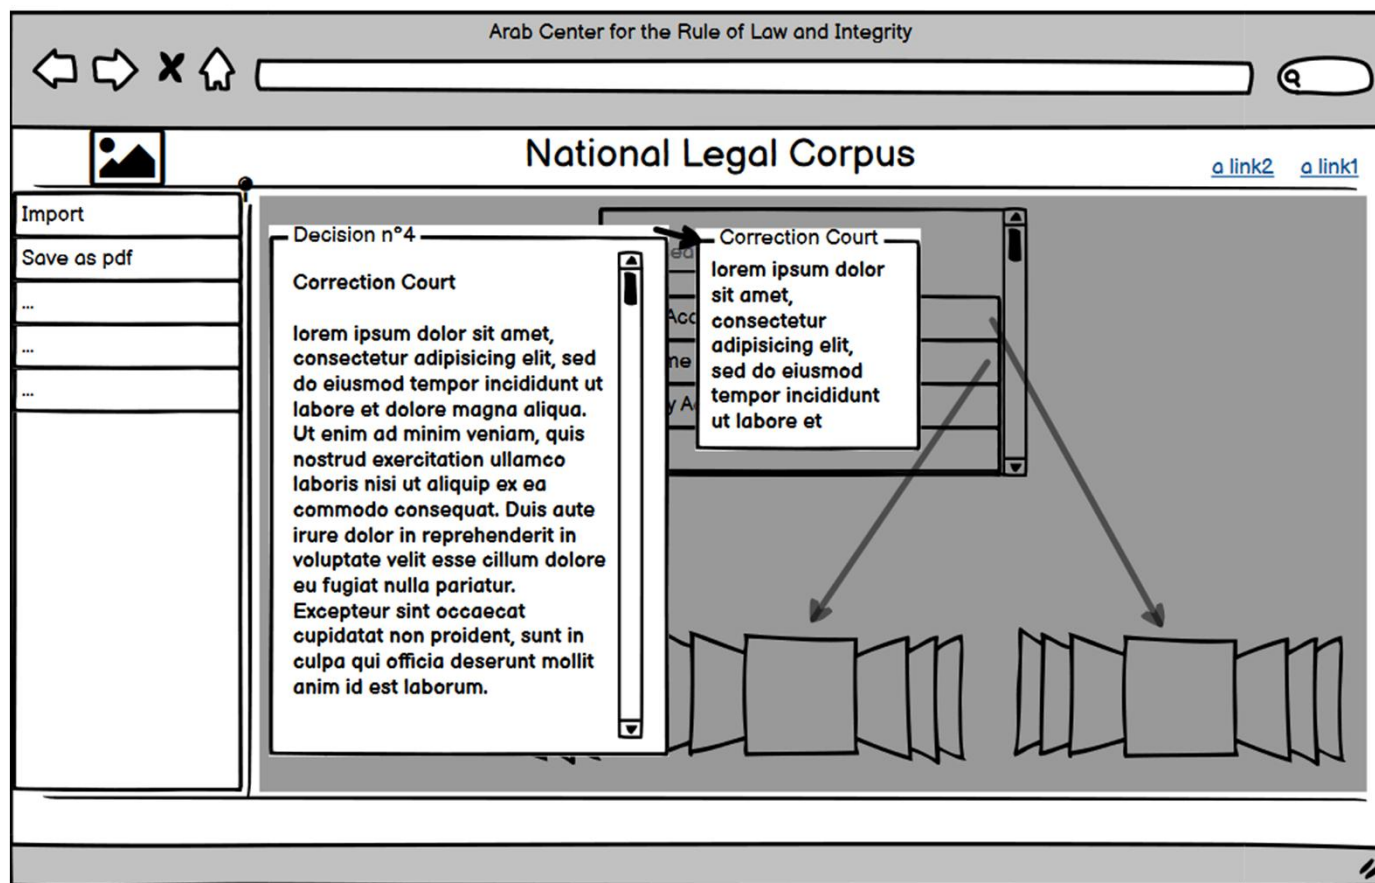 Arab Center for the Rule of Law and Integrity
National Legal Corpus
a link2 a link1
Import
Save as pdf
...
...
...
Decision n°4
Correction Court
lorem ipsum dolor sit amet,
consectetur adipisicing elit, sed
do eiusmod tempor incididunt ut
labore et dolore magna aliqua.
Ut enim ad minim veniam, quis
nostrud exercitation ullamco
laboris nisi ut aliquip ex ea
commodo consequat. Duis aute
irure dolor in reprehenderit in
voluptate velit esse cillum dolore
eu fugiat nulla pariatur.
Excepteur sint occaecat
cupidatat non proident, sunt in
culpa qui officia deserunt mollit
anim id est laborum.
Correction Court
lorem ipsum dolor
sit amet,
consectetur
adipisicing elit,
sed do eiusmod
tempor incididunt
ut labore et